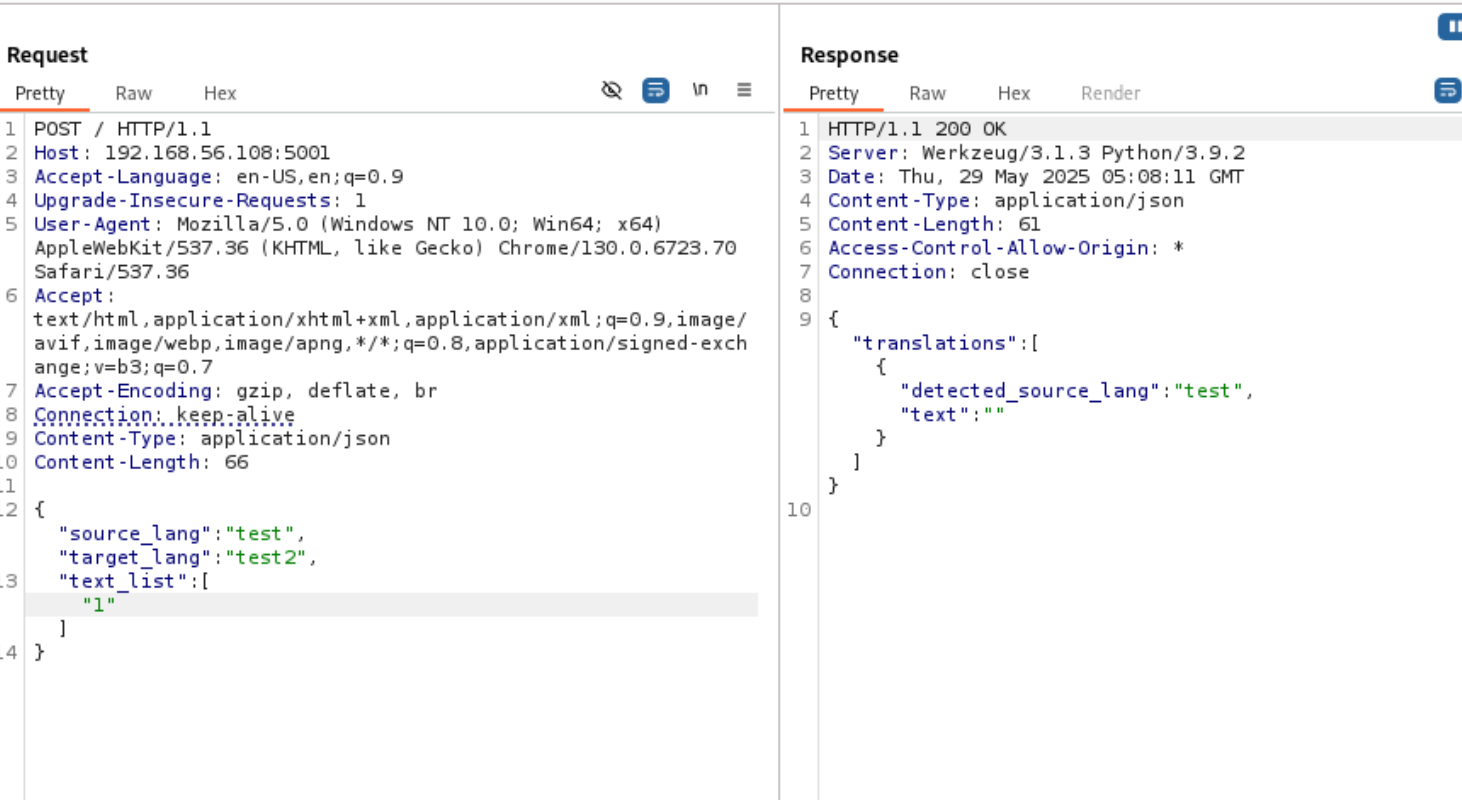 Request
Pretty Raw Hex \n
1 POST / HTTP/1.1
2 Host: 192.168.56.108:5001
3 Accept-Language: en-US,en;q=0.9
4 Upgrade-Insecure-Requests: 1
5 User-Agent: Mozilla/5.0 (Windows NT 10.0; Win64; x64)
AppleWebKit/537.36 (KHTML, like Gecko) Chrome/130.0.6723.70
Safari/537.36
6 Accept:
text/html,application/xhtml+xml,application/xml;q=0.9,image/
avif,image/webp,image/apng,*/*;q=0.8,application/signed-exch
ange;v=b3;q=0.7
7 Accept-Encoding: gzip, deflate, br
8 Connection: keep-alive
9 Content-Type: application/json
10 Content-Length: 66
11
12 {
"source_lang":"test",
"target_lang":"test2",
13 "text_list":[
"1"
]
14 }
Response
Pretty Raw Hex Render
1 HTTP/1.1 200 OK
2 Server: Werkzeug/3.1.3 Python/3.9.2
3 Date: Thu, 29 May 2025 05:08:11 GMT
4 Content-Type: application/json
5 Content-Length: 61
6 Access-Control-Allow-Origin: *
7 Connection: close
8
9 {
"translations":[
{
"detected_source_lang":"test",
"text":""
}
]
}
10